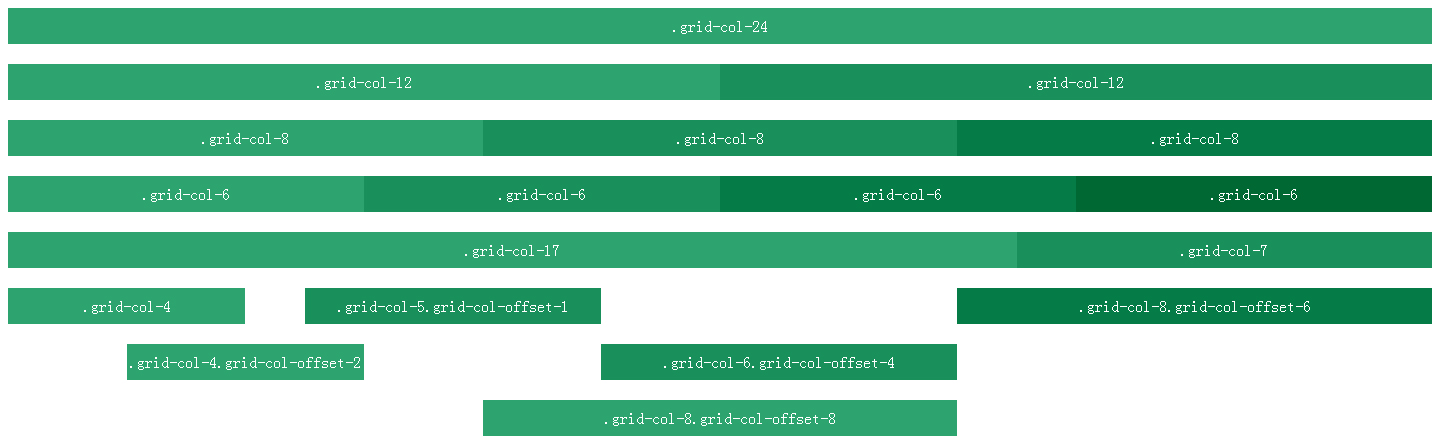 .grid-col-24
.grid-col-12 .grid-col-12
.grid-col-8 .grid-col-8 .grid-col-8
.grid-col-6 .grid-col-6 .grid-col-6 .grid-col-6
.grid-col-17 .grid-col-7
.grid-col-4 .grid-col-5.grid-col-offset-1 .grid-col-8.grid-col-offset-6
.grid-col-4.grid-col-offset-2 .grid-col-6.grid-col-offset-4
.grid-col-8.grid-col-offset-8